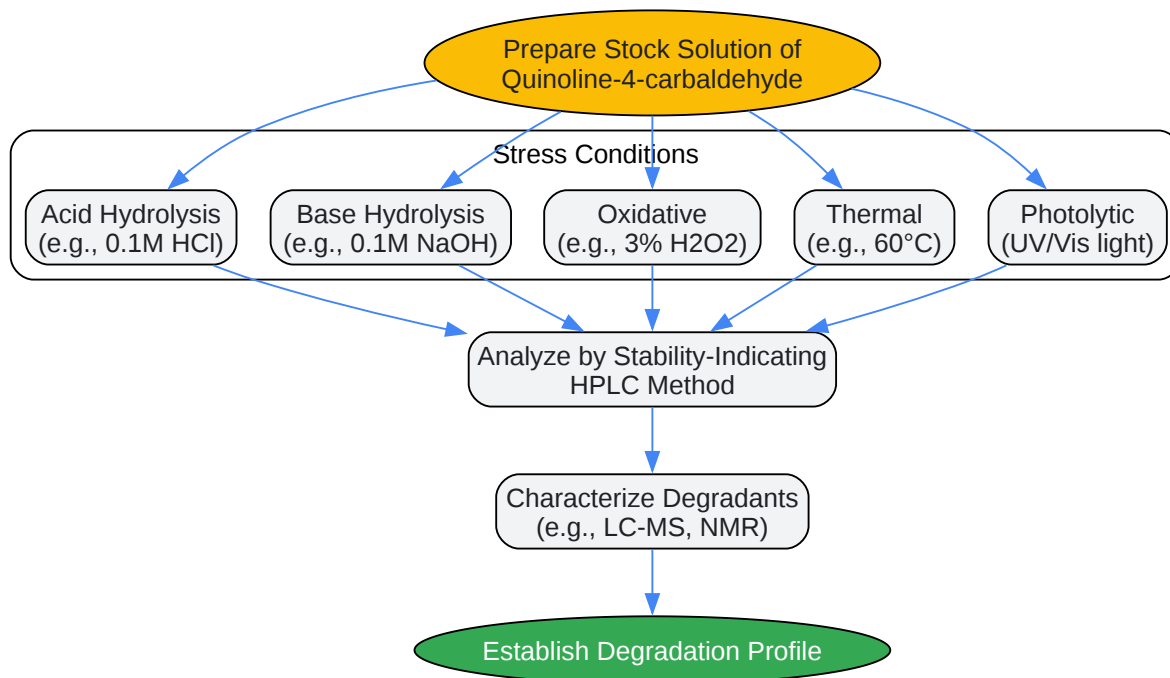 Prepare Stock Solution of
Quinoline-4-carbaldehyde
Stress Conditions
Acid Hydrolysis
(e.g., 0.1M HCl)
Base Hydrolysis
(e.g., 0.1M NaOH)
Oxidative
(e.g., 3% H2O2)
Thermal
(e.g., 60°C)
Photolytic
(UV/Vis light)
Analyze by Stability-Indicating
HPLC Method
Characterize Degradants
(e.g., LC-MS, NMR)
Establish Degradation Profile